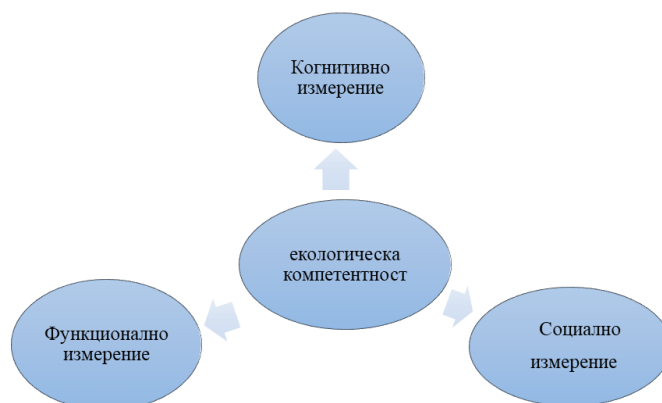 Когнитивно
измерение
екологическа
компетентност
Функционално
измерение
Социално
измерение